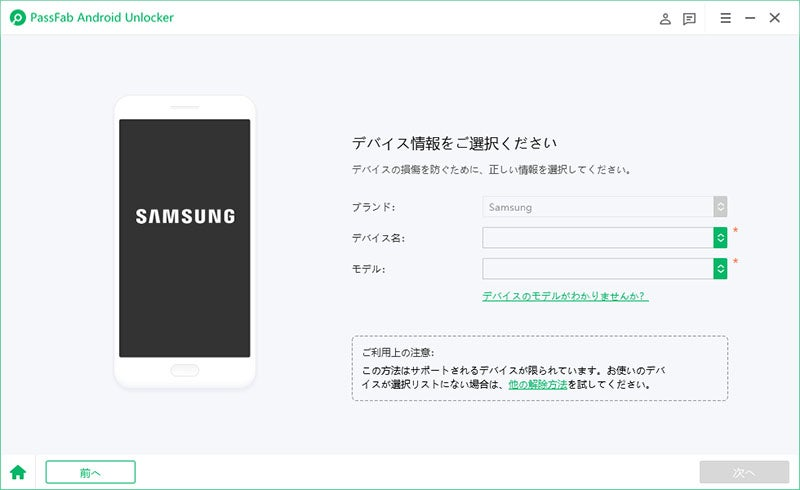 PassFab Android Unlocker
デバイス情報をご選択ください
デバイスの損傷を防ぐために、正しい情報を選択してください。
SAMSUNG
ブランド:
Samsung
デバイス名:
*
モデル:
*
デバイスのモデルがわかりませんか?
ご利用上の注意:
この方法はサポートされるデバイスが限られています。お使いのデバ
イスが選択リストにない場合は、他の解除方法を試してください。
前へ
次へ